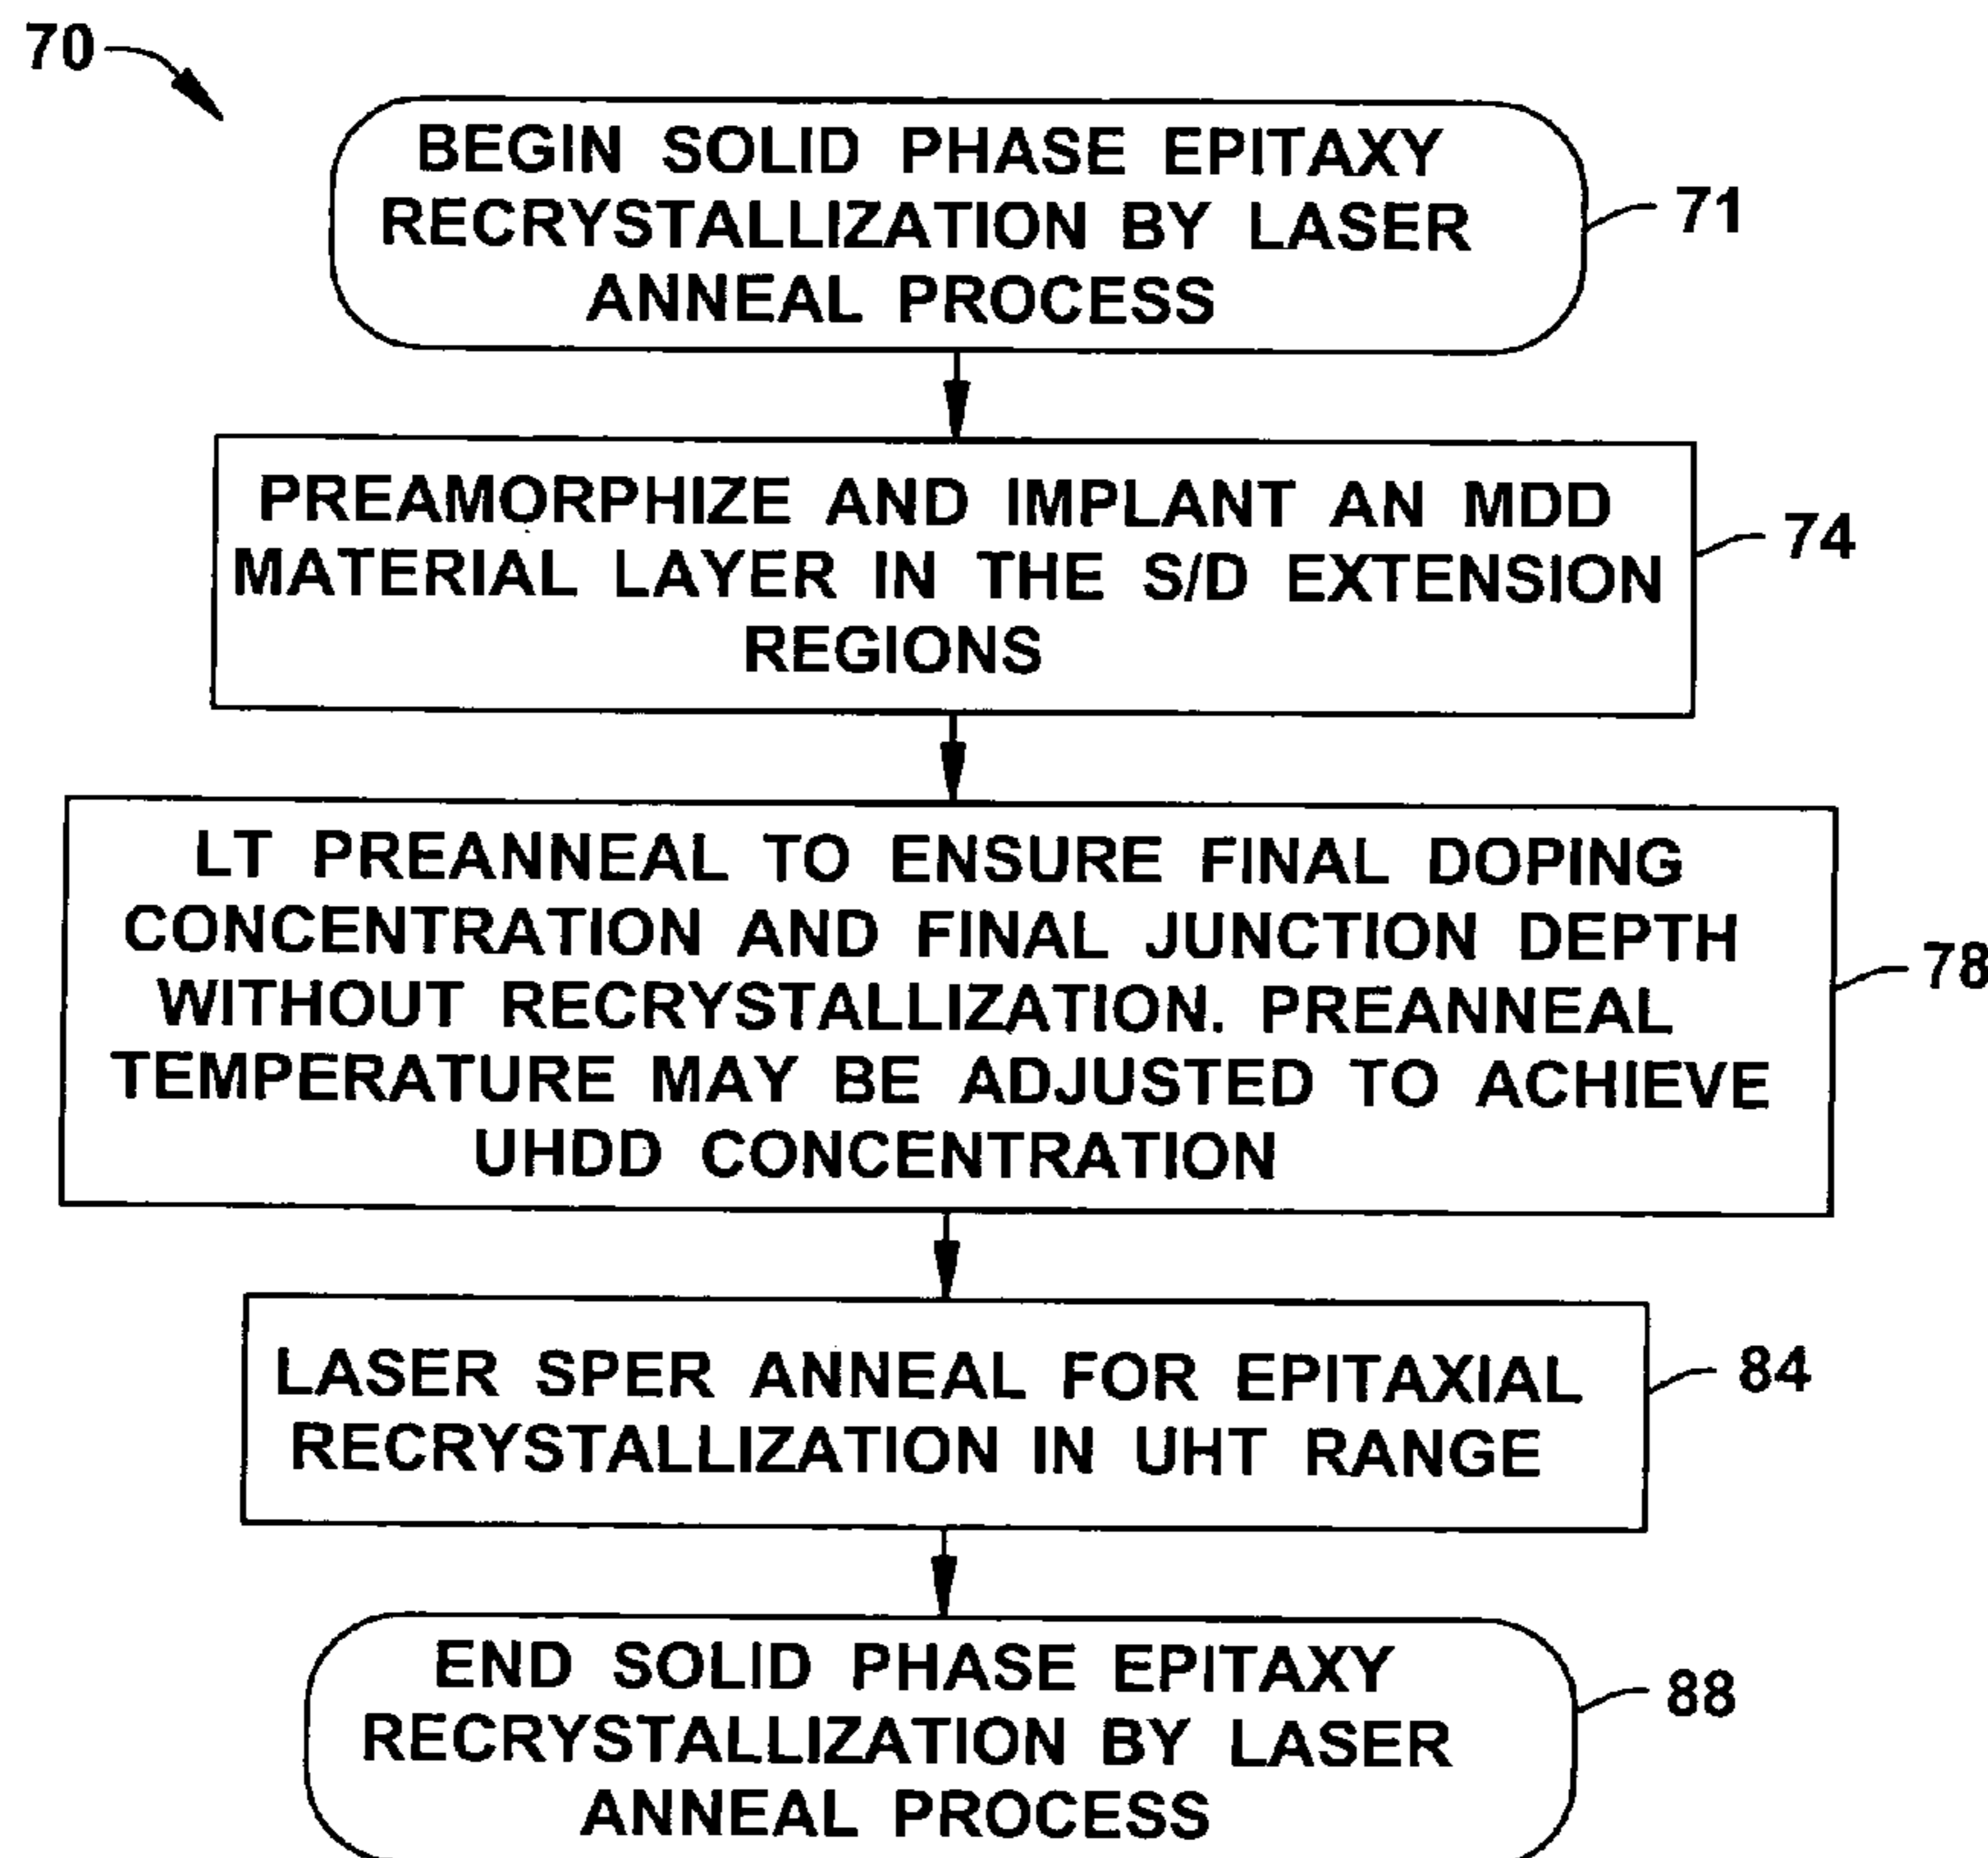 70
BEGIN SOLID PHASE EPITAXY
RECRYSTALLIZATION BY LASER
ANNEAL PROCESS
71
PREAMORPHIZE AND IMPLANT AN MDD
MATERIAL LAYER IN THE S/D EXTENSION
REGIONS
74
LT PREANNEAL TO ENSURE FINAL DOPING
CONCENTRATION AND FINAL JUNCTION DEPTH
WITHOUT RECRYSTALLIZATION. PREANNEAL
TEMPERATURE MAY BE ADJUSTED TO ACHIEVE
UHDD CONCENTRATION
78
LASER SPER ANNEAL FOR EPITAXIAL
RECRYSTALLIZATION IN UHT RANGE
84
END SOLID PHASE EPITAXY
RECRYSTALLIZATION BY LASER
ANNEAL PROCESS
88